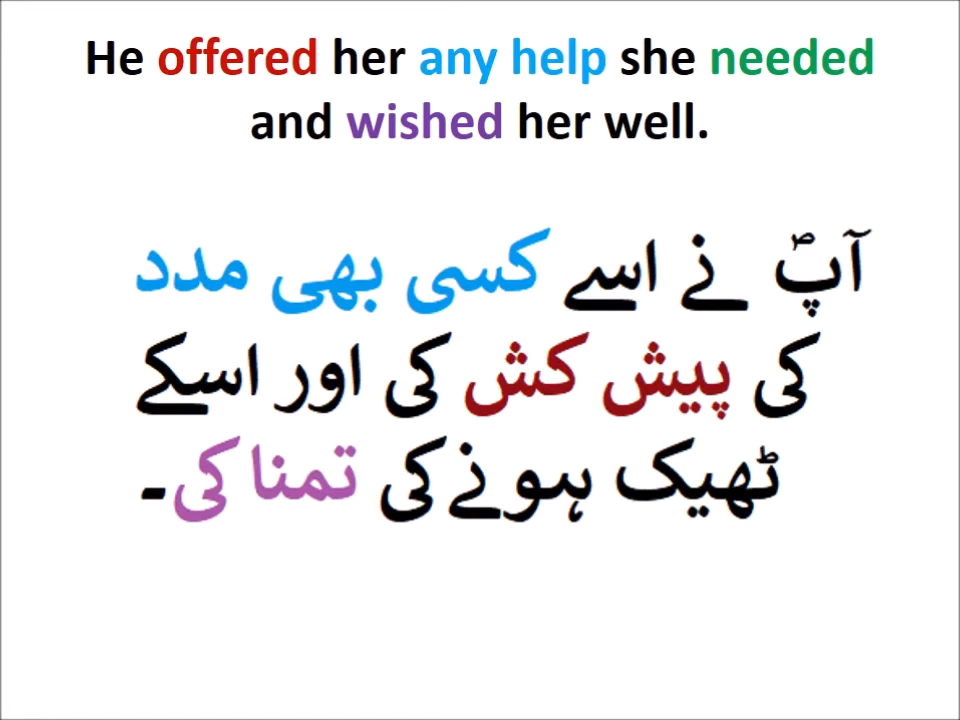 He offered her any help she needed
and wished her well.
آپؐ نے اسے کسی بھی مدد
کی پیش کش کی اور اسکے
ٹھیک ہونے کی تمنا کی۔